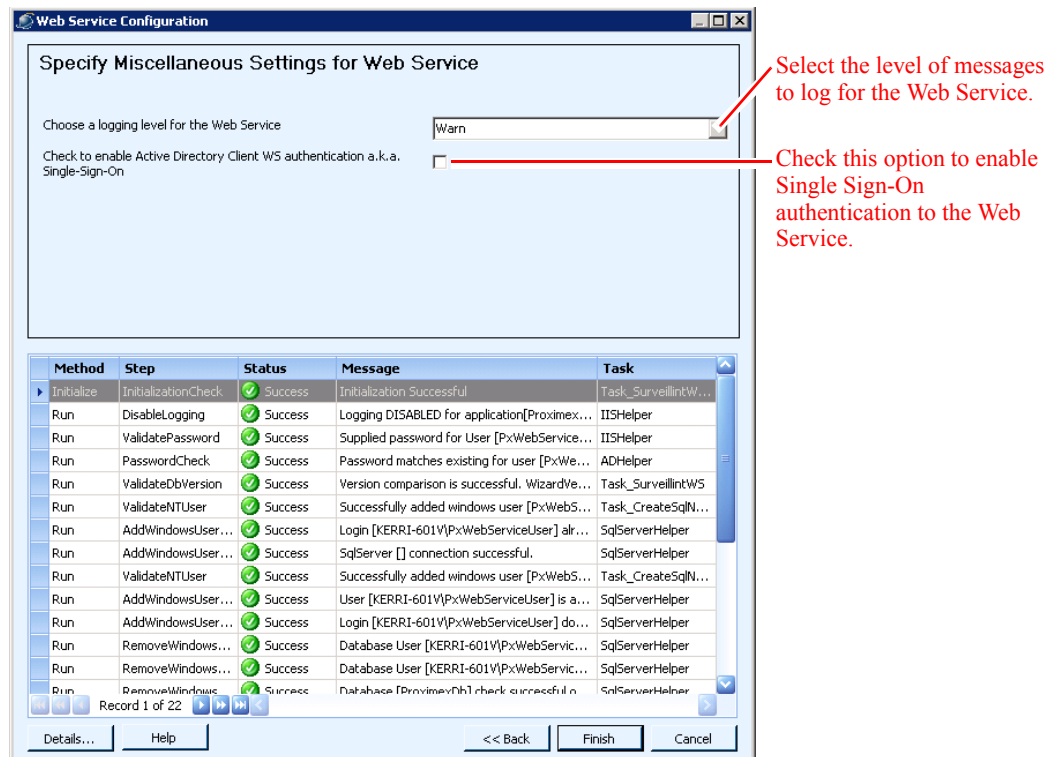 Web Service Configuration
Specify Miscellaneous Settings for Web Service
Choose a logging level for the Web Service
Warn
Check to enable Active Directory Client WS authentication a.k.a.
Single-Sign-On
Select the level of messages
to log for the Web Service.
Check this option to enable
Single Sign-On
authentication to the Web
Service.
Method Step Status Message Task
Initialize InitializationCheck Success Initialization Successful Task_SurveillintW...
Run DisableLogging Success Logging DISABLED for application[Proximex... IISHelper
Run ValidatePassword Success Supplied password for User [PxWebService... IISHelper
Run PasswordCheck Success Password matches existing for user [PxWe... ADHelper
Run ValidateDbVersion Success Version comparison is successful. WizardVe... Task_SurveillintWS
Run ValidateNTUser Success Successfully added windows user [PxWebS... Task_CreateSqlN...
Run AddWindowsUser... Success Login [KERRI-601V\PxWebServiceUser] alr... SqlServerHelper
Run AddWindowsUser... Success SqlServer [] connection successful. SqlServerHelper
Run ValidateNTUser Success Successfully added windows user [PxWebS... Task_CreateSqlN...
Run AddWindowsUser... Success User [KERRI-601V\PxWebServiceUser] is a... SqlServerHelper
Run AddWindowsUser... Success Login [KERRI-601V\PxWebServiceUser] do... SqlServerHelper
Run RemoveWindows... Success Database User [KERRI-601V\PxWebServic... SqlServerHelper
Run RemoveWindows... Success Database User [KERRI-601V\PxWebServic... SqlServerHelper
Run RemoveWindows... Success Database [ProximexDb] check successful o... SqlServerHelper
Record 1 of 22
Details... Help << Back Finish Cancel